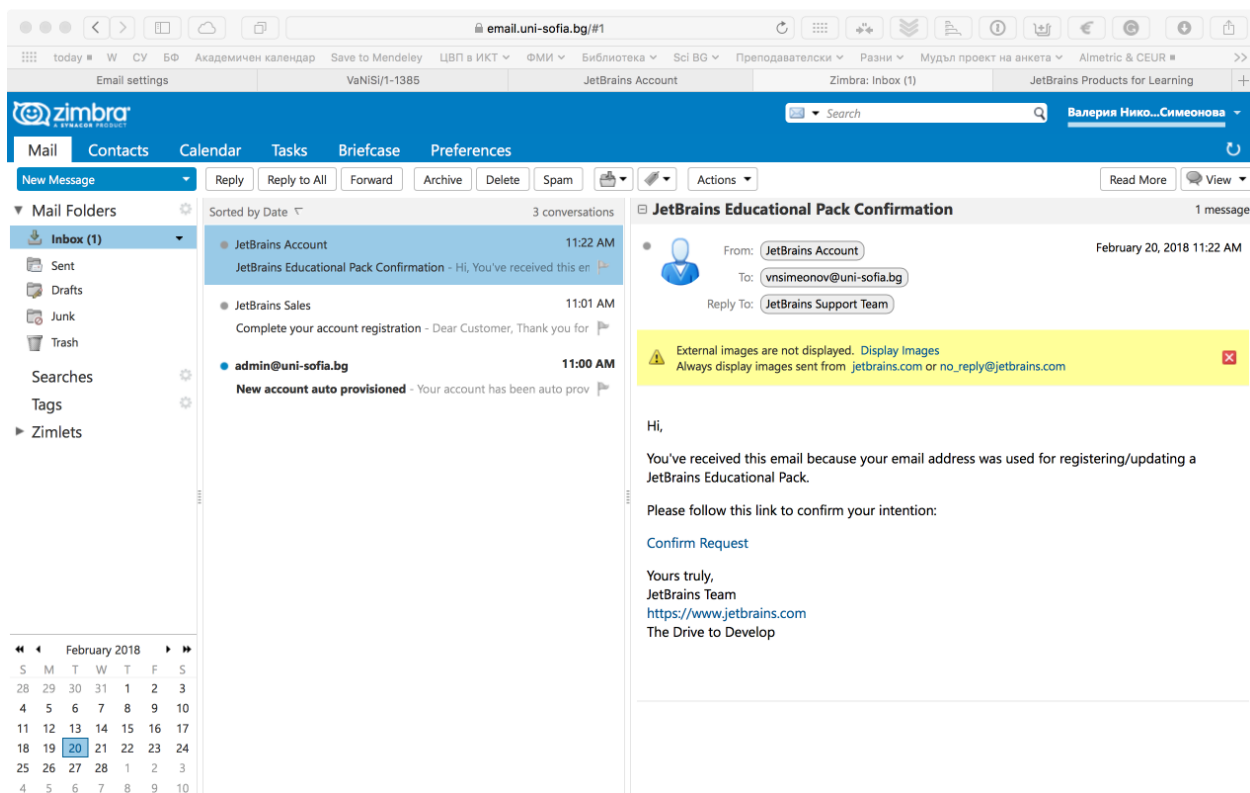 email.uni-sofia.bg/#1
today W СУ БФ Академичен календар Save to Mendeley ЦВП в ИКТ ФМИ Библиотека Sci BG Преподавателски Разни Мудъл проект на анкета Almetric & CEUR >>
Email settings VaNiSi/1-1385 JetBrains Account Zimbra: Inbox (1) JetBrains Products for Learning +
zimbra
A SYNACOR PRODUCT
Search
Валерия Нико...Симеонова
Mail Contacts Calendar Tasks Briefcase Preferences
New Message Reply Reply to All Forward Archive Delete Spam Actions Read More View
Mail Folders
Inbox (1)
Sent
Drafts
Junk
Trash
Searches
Tags
Zimlets
February 2018
S M T W T F S
28 29 30 31 1 2 3
4 5 6 7 8 9 10
11 12 13 14 15 16 17
18 19 20 21 22 23 24
25 26 27 28 1 2 3
4 5 6 7 8 9 10
Sorted by Date 3 conversations
JetBrains Account 11:22 AM
JetBrains Educational Pack Confirmation - Hi, You've received this en
JetBrains Sales 11:01 AM
Complete your account registration - Dear Customer, Thank you for
admin@uni-sofia.bg 11:00 AM
New account auto provisioned - Your account has been auto prov
JetBrains Educational Pack Confirmation 1 message
From: JetBrains Account February 20, 2018 11:22 AM
To: vnsimeonov@uni-sofia.bg
Reply To: JetBrains Support Team
External images are not displayed. Display Images
Always display images sent from jetbrains.com or no_reply@jetbrains.com
Hi,
You've received this email because your email address was used for registering/updating a
JetBrains Educational Pack.
Please follow this link to confirm your intention:
Confirm Request
Yours truly,
JetBrains Team
https://www.jetbrains.com
The Drive to Develop